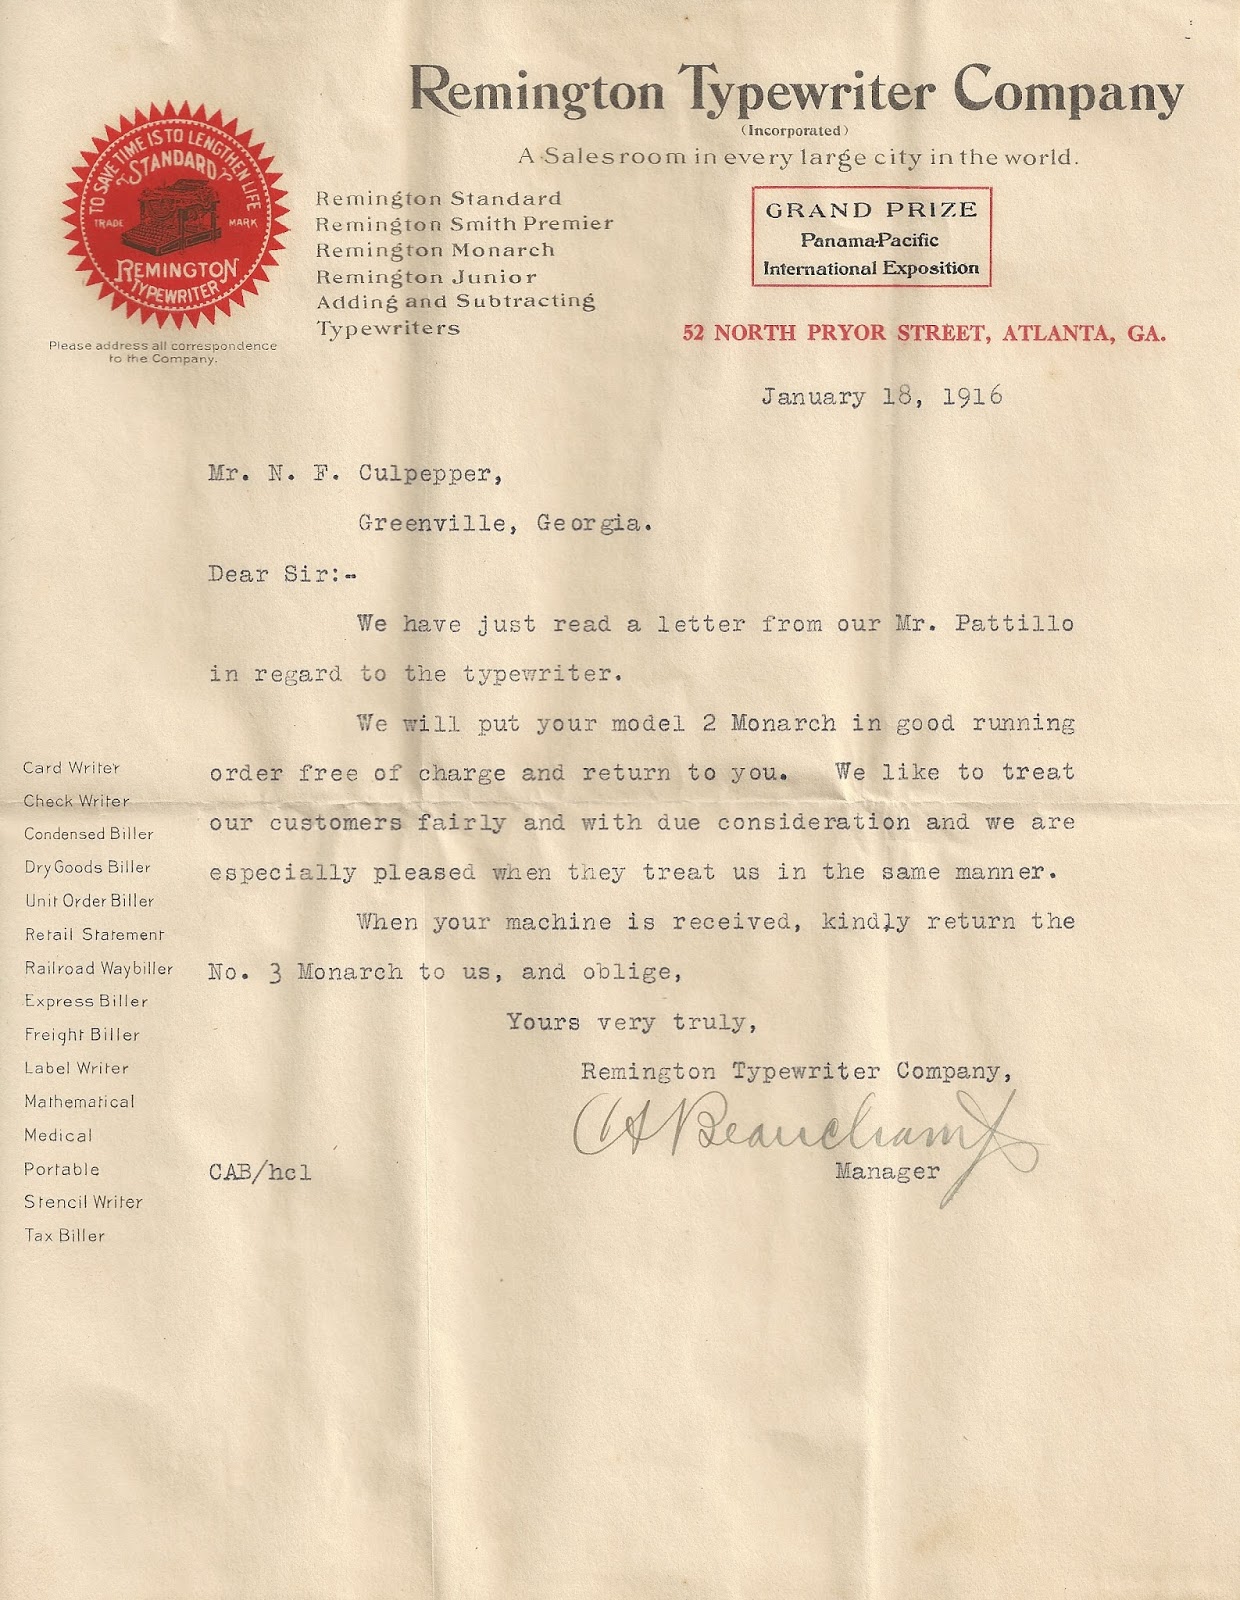 Remington Typewriter Company
(Incorporated)
A Salesroom in every large city in the world.
TO SAVE TIME IS TO LENGTHEN LIFE
STANDARD
TRADE MARK
REMINGTON
TYPEWRITER
Please address all correspondence
to the Company.
Remington Standard
Remington Smith Premier
Remington Monarch
Remington Junior
Adding and Subtracting
Typewriters
GRAND PRIZE
Panama-Pacific
International Exposition
52 NORTH PRYOR STREET, ATLANTA, GA.
January 18, 1916
Mr. N. F. Culpepper,
Greenville, Georgia.
Dear Sir:-
We have just read a letter from our Mr. Pattillo
in regard to the typewriter.
We will put your model 2 Monarch in good running
order free of charge and return to you. We like to treat
our customers fairly and with due consideration and we are
especially pleased when they treat us in the same manner.
When your machine is received, kindly return the
No. 3 Monarch to us, and oblige,
Yours very truly,
Remington Typewriter Company,
CA Beauchamp
Manager
CAB/hcl
Card Writer
Check Writer
Condensed Biller
Dry Goods Biller
Unit Order Biller
Retail Statement
Railroad Waybiller
Express Biller
Freight Biller
Label Writer
Mathematical
Medical
Portable
Stencil Writer
Tax Biller